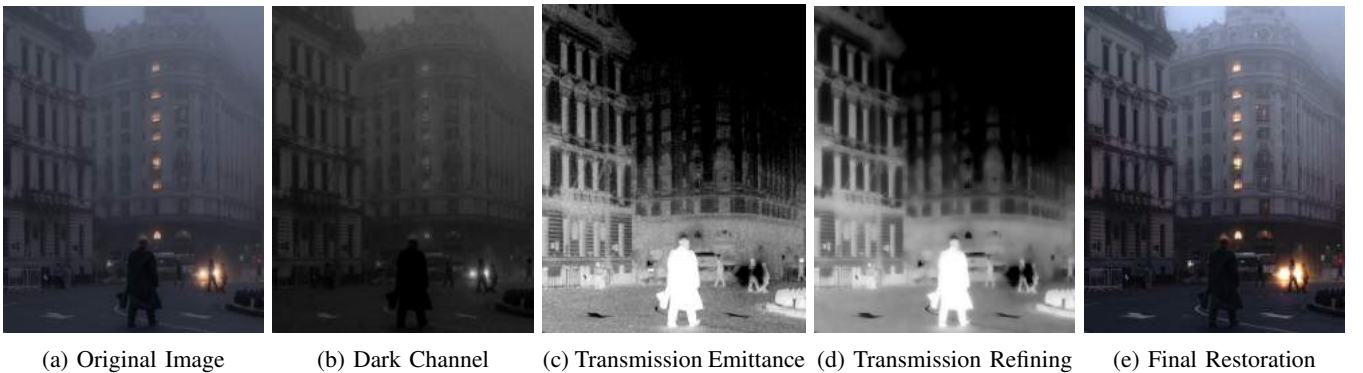 (a) Original Image
(b) Dark Channel
(c) Transmission Emittance
(d) Transmission Refining
(e) Final Restoration